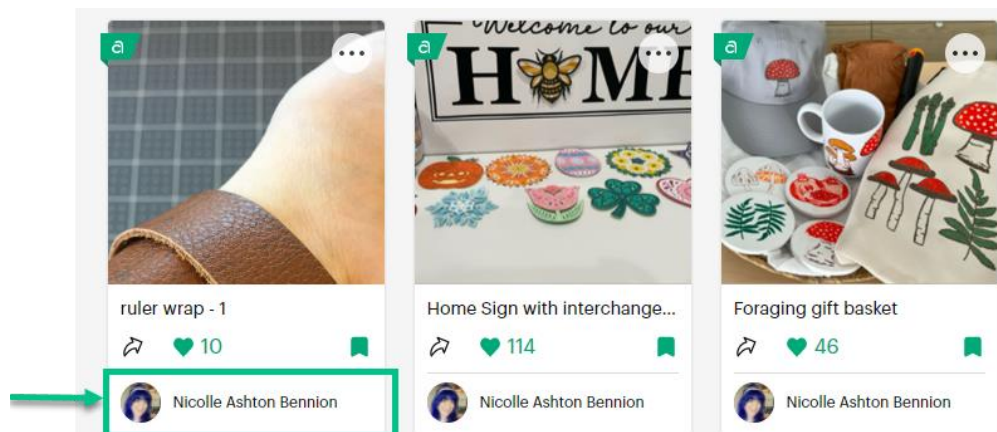 a
Welcome to our
HOME
a
a
ruler wrap - 1
Home Sign with interchange...
Foraging gift basket
10
114
46
Nicolle Ashton Bennion
Nicolle Ashton Bennion
Nicolle Ashton Bennion